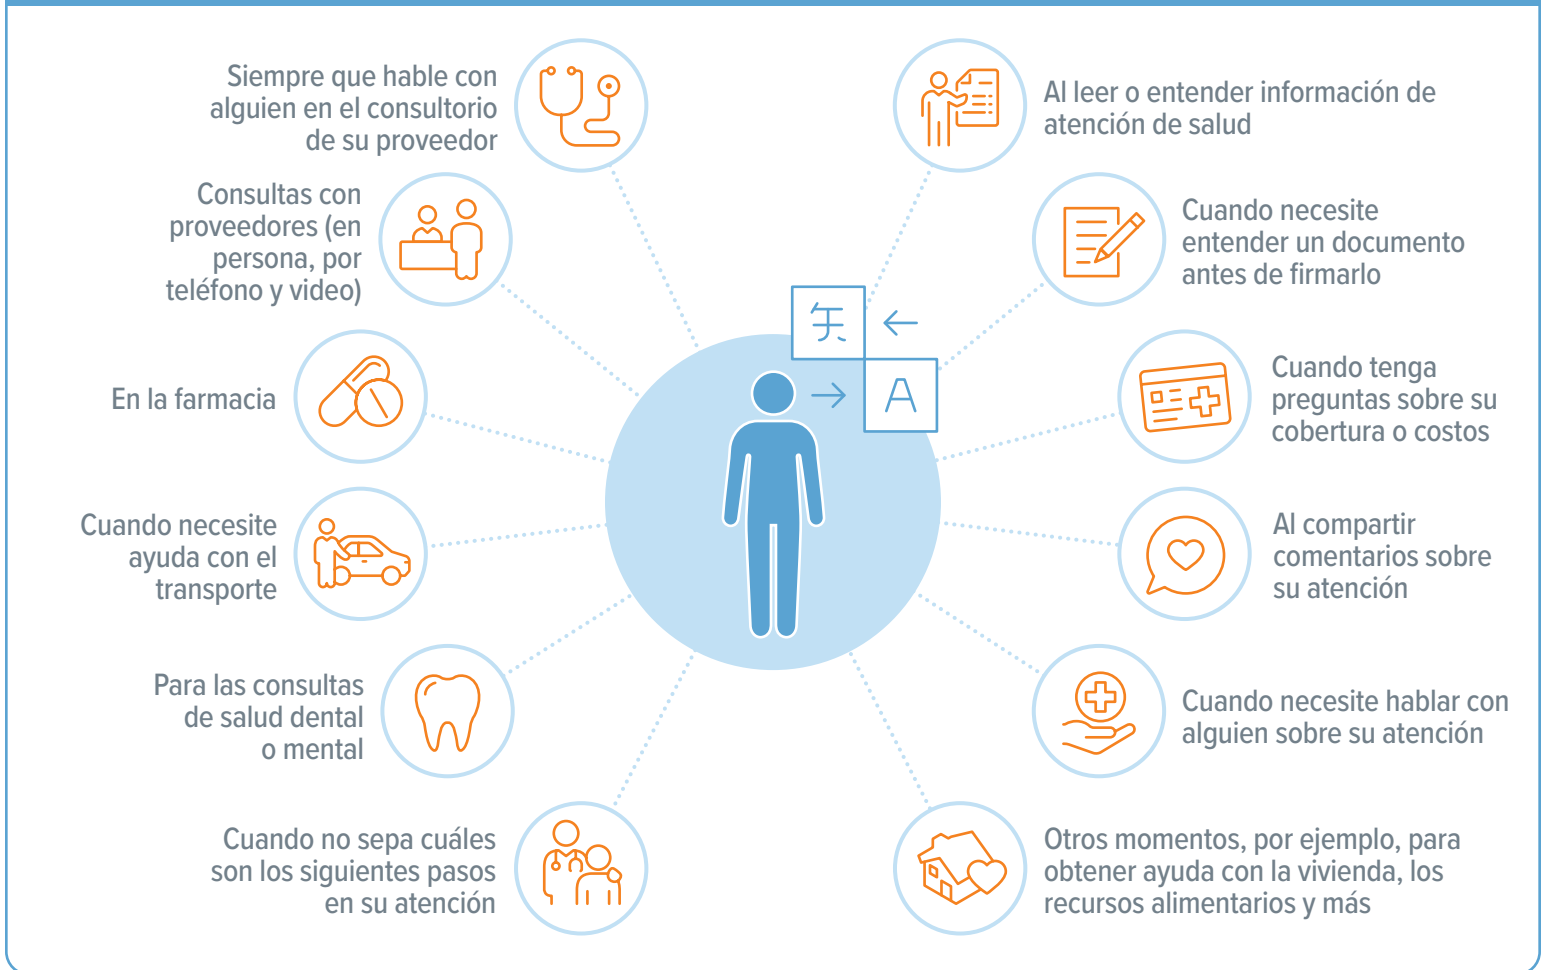 Siempre que hable con
alguien en el consultorio
de su proveedor
Consultas con
proveedores (en
persona, por
teléfono y video)
En la farmacia
Cuando necesite
ayuda con el
transporte
Para las consultas
de salud dental
o mental
Cuando no sepa cuáles
son los siguientes pasos
en su atención
A
Al leer o entender información de
atención de salud
Cuando necesite
entender un documento
antes de firmarlo
Cuando tenga
preguntas sobre su
cobertura o costos
Al compartir
comentarios sobre
su atención
Cuando necesite hablar con
alguien sobre su atención
Otros momentos, por ejemplo, para
obtener ayuda con la vivienda, los
recursos alimentarios y más